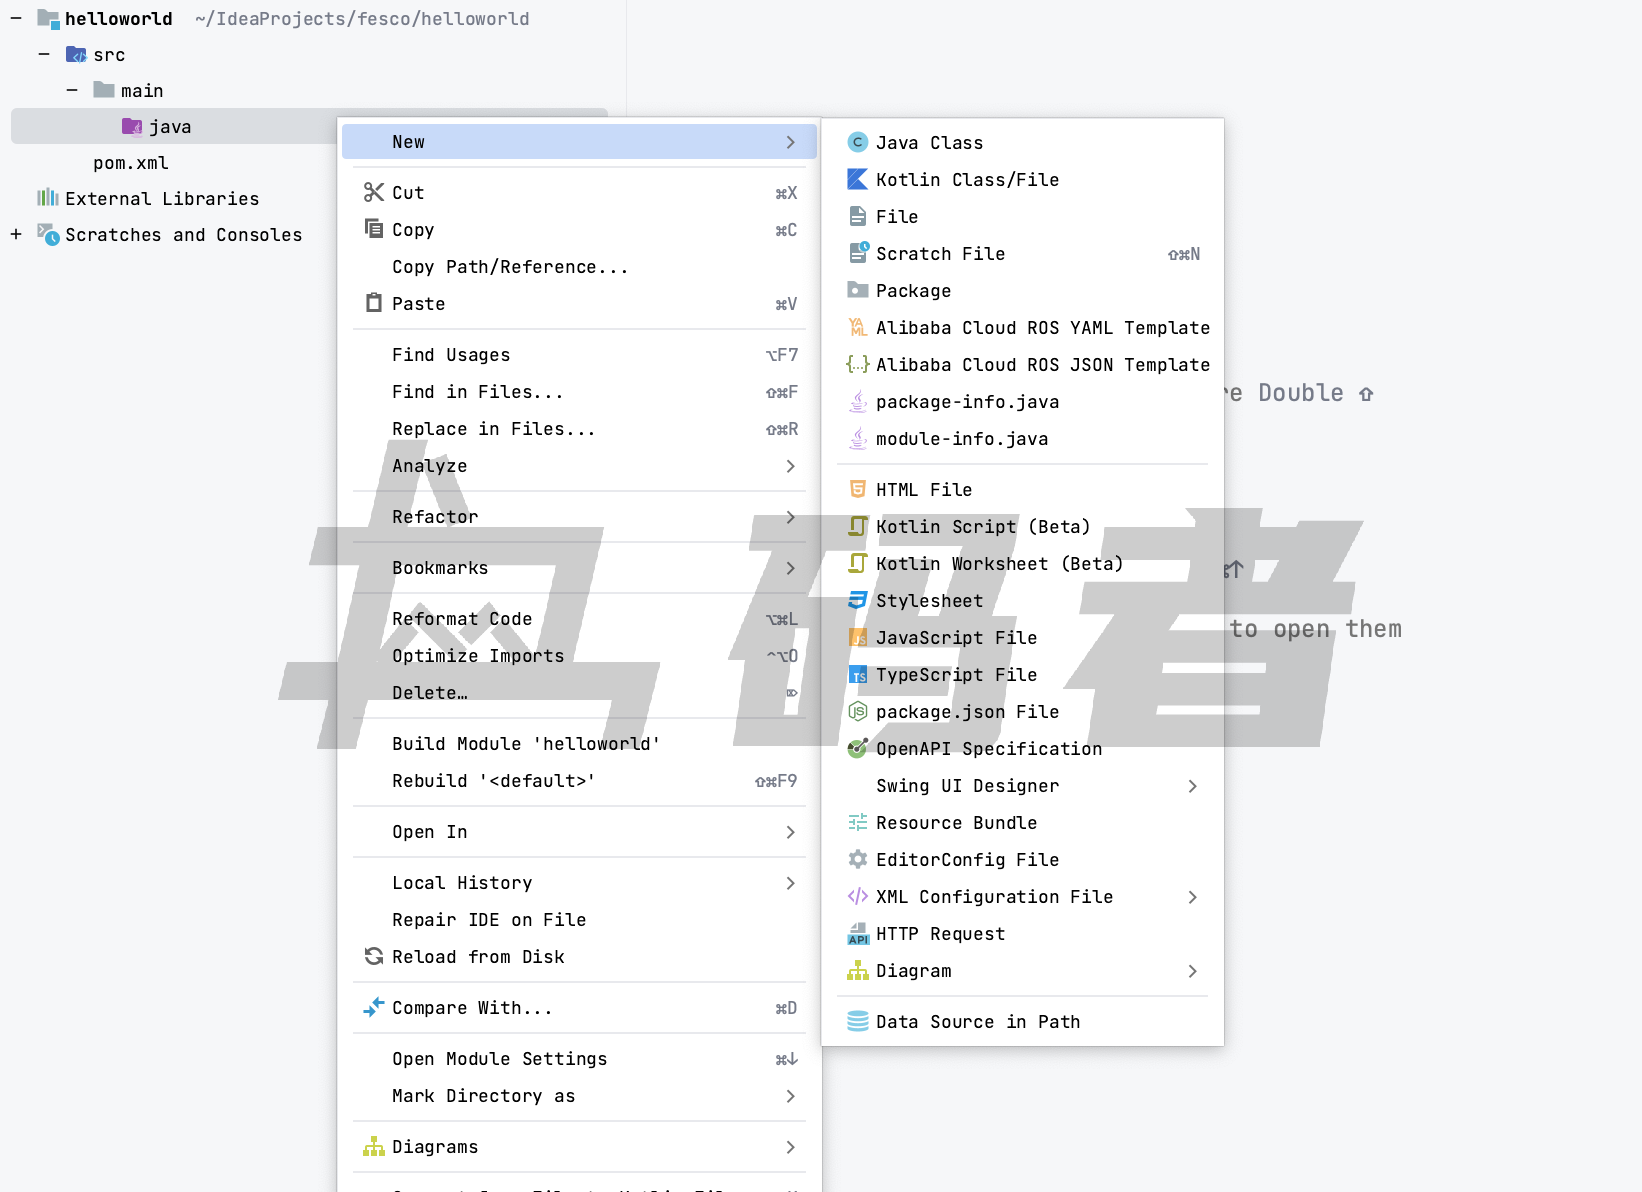 helloworld ~/IdeaProjects/fesco/helloworld
src
main
java
pom.xml
External Libraries
Scratches and Consoles
New
Cut ⌘X
Copy ⌘C
Copy Path/Reference...
Paste ⌘V
Find Usages ⌥F7
Find in Files... ⇧⌘F
Replace in Files... ⇧⌘R
Analyze
Refactor
Bookmarks
Reformat Code ⌥⌘L
Optimize Imports ^⌥O
Delete… ⌦
Build Module 'helloworld'
Rebuild '<default>' ⇧⌘F9
Open In
Local History
Repair IDE on File
Reload from Disk
Compare With... ⌘D
Open Module Settings ⌘↓
Mark Directory as
Diagrams
Java Class
Kotlin Class/File
File
Scratch File ⇧⌘N
Package
Alibaba Cloud ROS YAML Template
Alibaba Cloud ROS JSON Template
package-info.java
module-info.java
HTML File
Kotlin Script (Beta)
Kotlin Worksheet (Beta)
Stylesheet
JavaScript File
TypeScript File
package.json File
OpenAPI Specification
Swing UI Designer
Resource Bundle
EditorConfig File
XML Configuration File
HTTP Request
Diagram
Data Source in Path
Double ⇧
to open them
码者